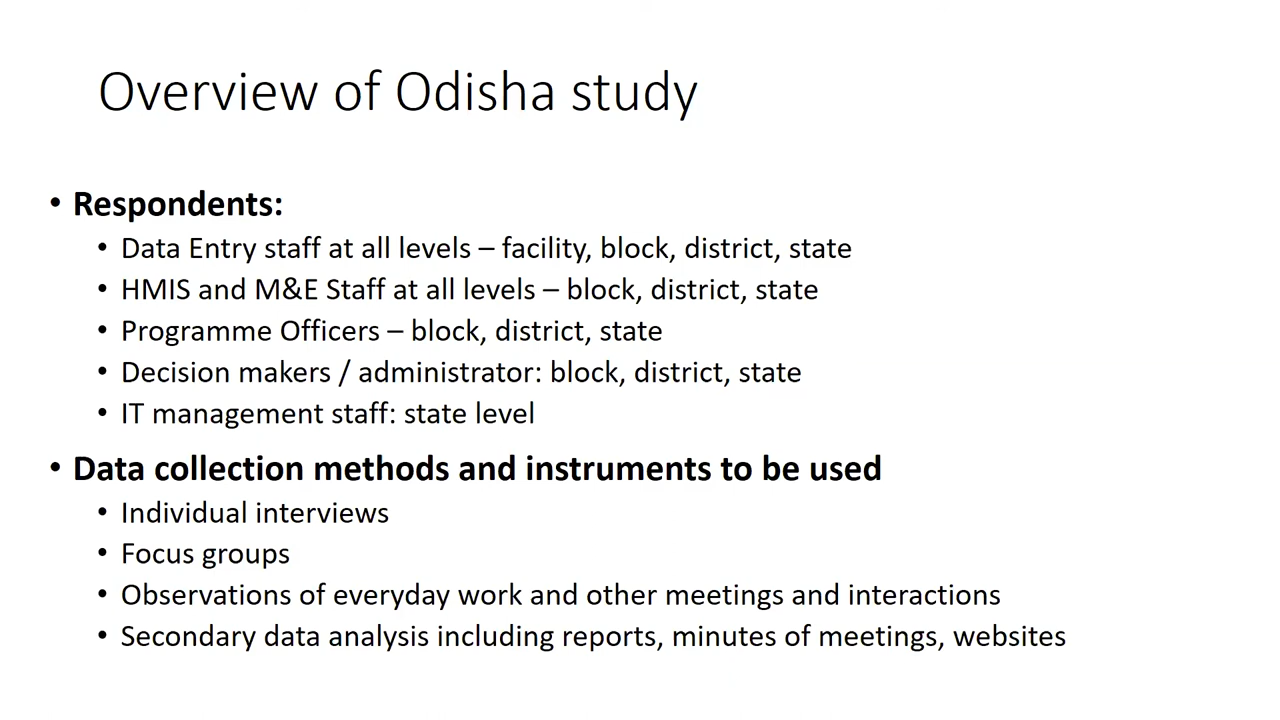 Overview of Odisha study
• Respondents:
• Data Entry staff at all levels – facility, block, district, state
• HMIS and M&E Staff at all levels – block, district, state
• Programme Officers – block, district, state
• Decision makers / administrator: block, district, state
• IT management staff: state level
• Data collection methods and instruments to be used
• Individual interviews
• Focus groups
• Observations of everyday work and other meetings and interactions
• Secondary data analysis including reports, minutes of meetings, websites